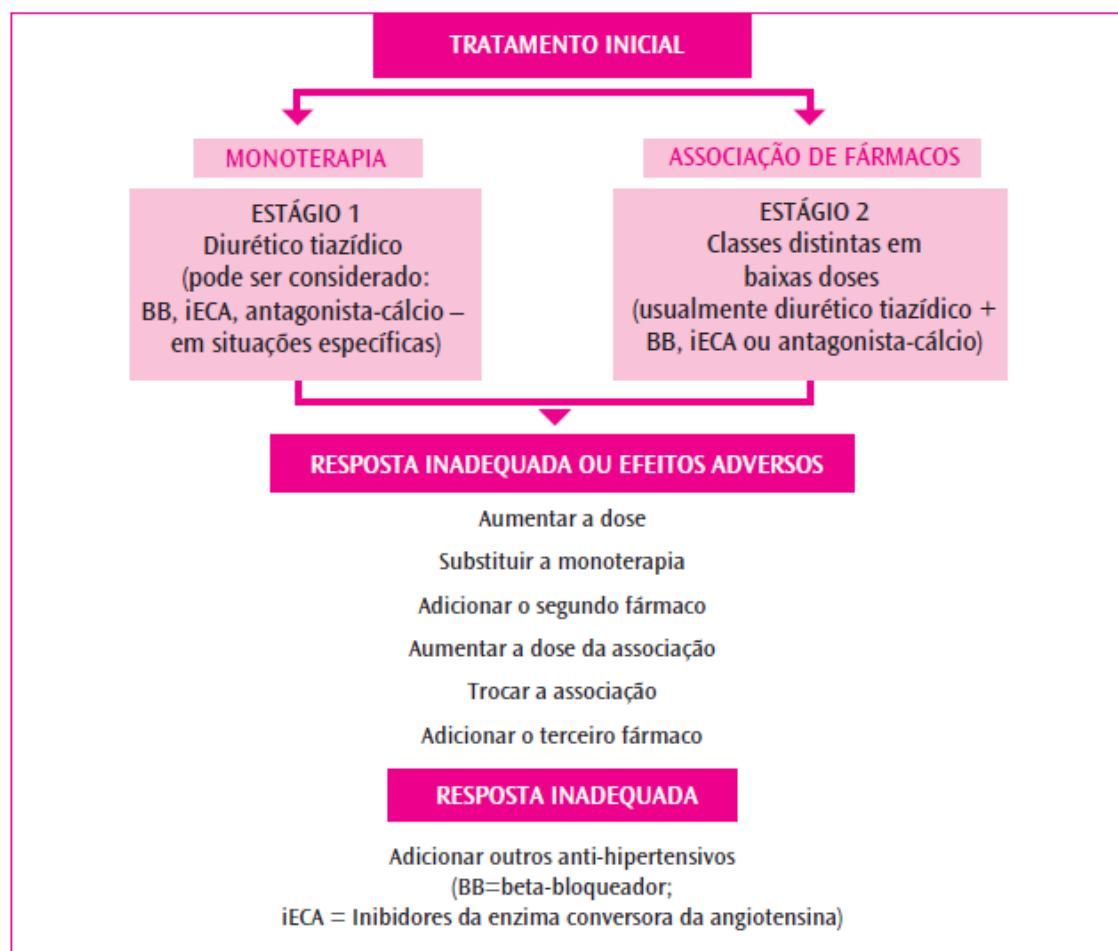 TRATAMENTO INICIAL
MONOTERAPIA
ESTÁGIO 1
Diurético tiazídico
(pode ser considerado:
BB, iECA, antagonista-cálcio –
em situações específicas)
ASSOCIAÇÃO DE FÁRMACOS
ESTÁGIO 2
Classes distintas em
baixas doses
(usualmente diurético tiazídico +
BB, iECA ou antagonista-cálcio)
RESPOSTA INADEQUADA OU EFEITOS ADVERSOS
Aumentar a dose
Substituir a monoterapia
Adicionar o segundo fármaco
Aumentar a dose da associação
Trocar a associação
Adicionar o terceiro fármaco
RESPOSTA INADEQUADA
Adicionar outros anti-hipertensivos
(BB=beta-bloqueador;
iECA = Inibidores da enzima conversora da angiotensina)